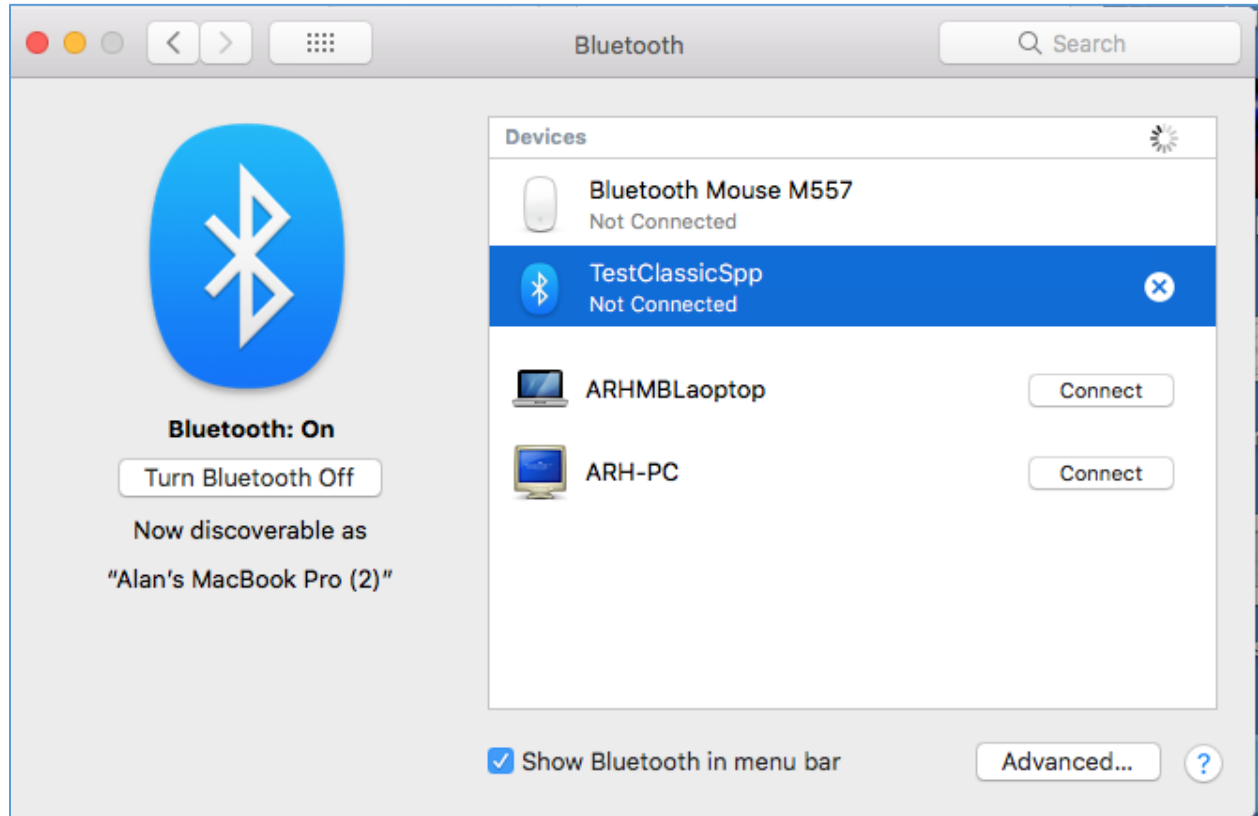 Bluetooth
Search
Devices
Bluetooth Mouse M557
Not Connected
TestClassicSpp
Not Connected
ARHMBLaoptop
Connect
ARH-PC
Connect
Bluetooth: On
Turn Bluetooth Off
Now discoverable as
“Alan's MacBook Pro (2)”
Show Bluetooth in menu bar
Advanced...
?